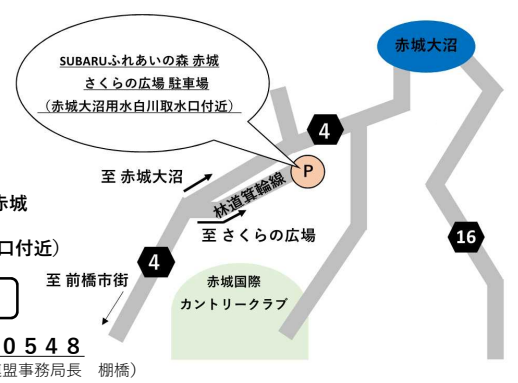 赤城大沼
SUBARUふれあいの森 赤城
さくらの広場 駐車場
（赤城大沼用水白川取水口付近）
4
P
至 赤城大沼
林道箕輪線
赤城
至 さくらの広場
口付近）
16
4
至 前橋市街
赤城国際
カントリークラブ
０５４８
連盟事務局長　棚橋）